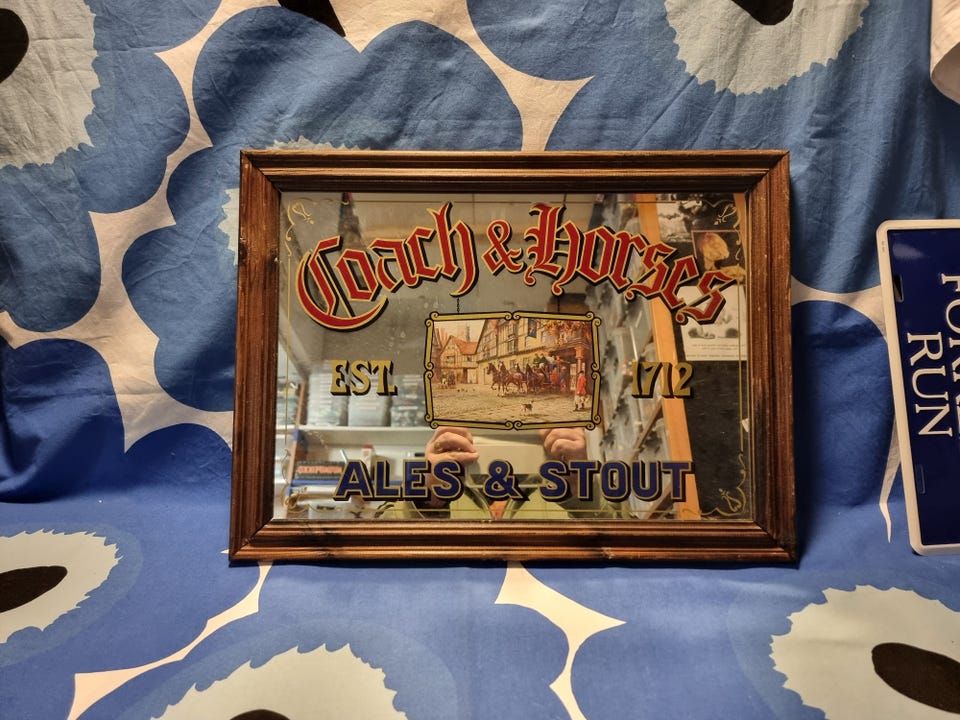 Coach & Horses
EST. 1712
ALES & STOUT
RUN